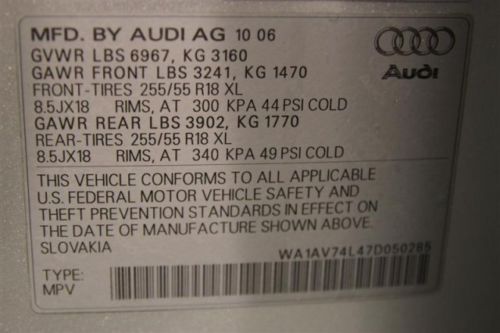 MFD. BY AUDI AG 10 06
GVWR LBS 6967, KG 3160
GAWR FRONT LBS 3241, KG 1470
FRONT-TIRES 255/55 R18 XL
8.5JX18 RIMS, AT 300 KPA 44 PSI COLD
GAWR REAR LBS 3902, KG 1770
REAR-TIRES 255/55 R18 XL
8.5JX18 RIMS, AT 340 KPA 49 PSI COLD
Audi
THIS VEHICLE CONFORMS TO ALL APPLICABLE
U.S. FEDERAL MOTOR VEHICLE SAFETY AND
THEFT PREVENTION STANDARDS IN EFFECT ON
THE DATE OF MANUFACTURE SHOWN ABOVE.
SLOVAKIA
WA1AV74L47D050285
TYPE:
MPV